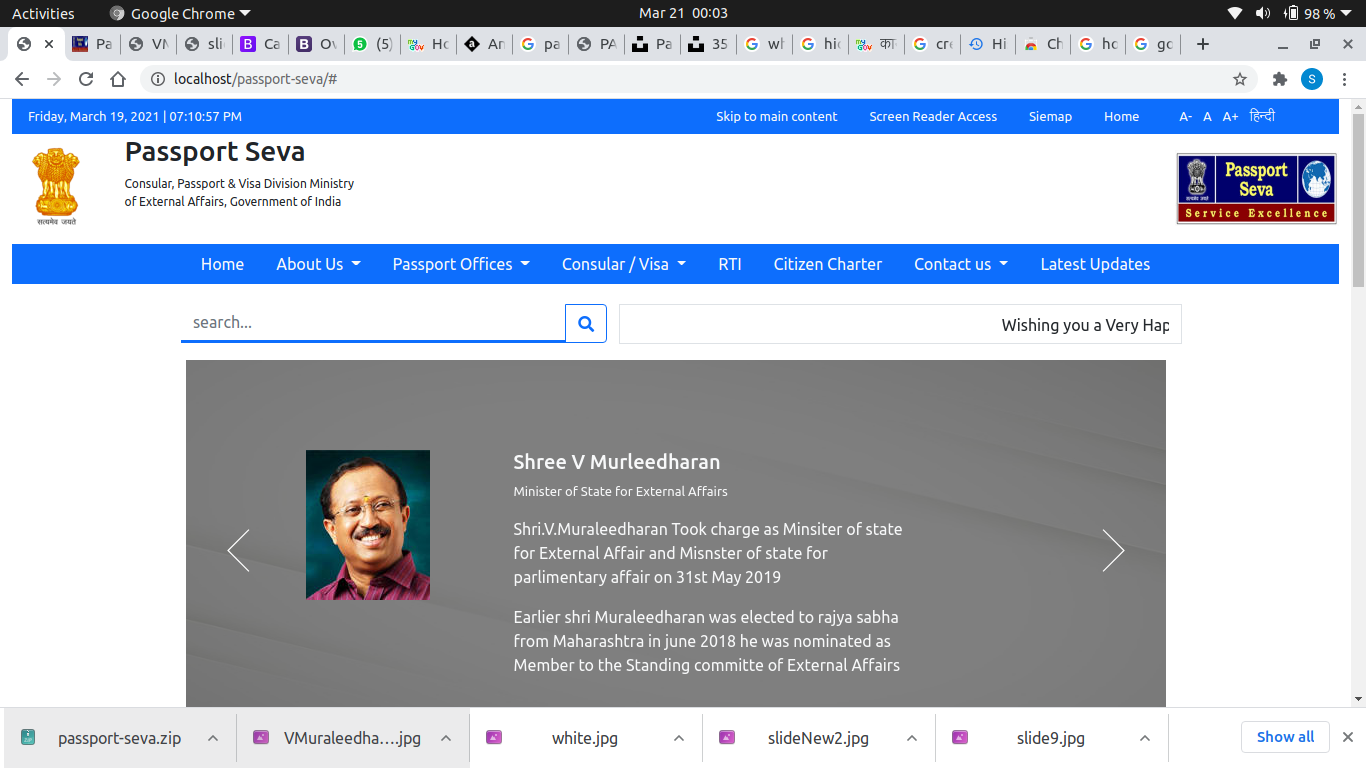 Activities Google Chrome Mar 21 00:03 98 %
Pa VM sli Ca Ov (5) Ho An pa PA Pa 35 wh hic का cre Hi Ch ho go
localhost/passport-seva/# S
Friday, March 19, 2021 | 07:10:57 PM Skip to main content Screen Reader Access Siemap Home A- A A+ हिन्दी
Passport Seva
Consular, Passport & Visa Division Ministry
of External Affairs, Government of India
सत्यमेव जयते
Passport
Seva
Service Excellence
Home About Us Passport Offices Consular / Visa RTI Citizen Charter Contact us Latest Updates
search... Wishing you a Very Hap
Shree V Murleedharan
Minister of State for External Affairs
Shri.V.Muraleedharan Took charge as Minsiter of state
for External Affair and Misnster of state for
parlimentary affair on 31st May 2019
Earlier shri Muraleedharan was elected to rajya sabha
from Maharashtra in june 2018 he was nominated as
Member to the Standing committe of External Affairs
passport-seva.zip VMuraleedha....jpg white.jpg slideNew2.jpg slide9.jpg Show all